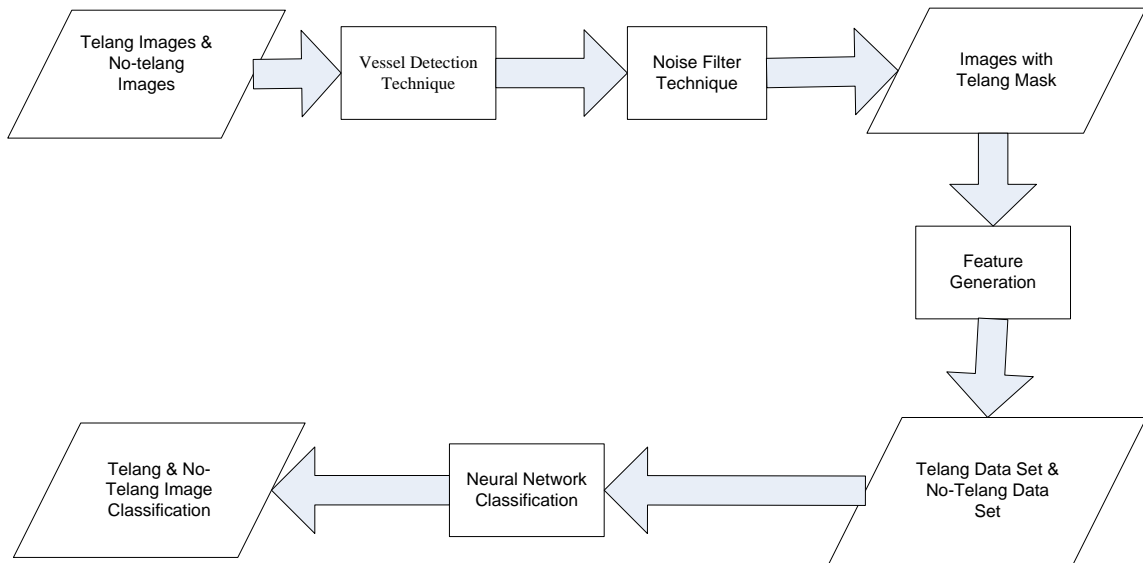 Telang Images &
No-telang
Images
Vessel Detection
Technique
Noise Filter
Technique
Images with
Telang Mask
Feature
Generation
Telang Data Set &
No-Telang Data
Set
Neural Network
Classification
Telang & No-
Telang Image
Classification